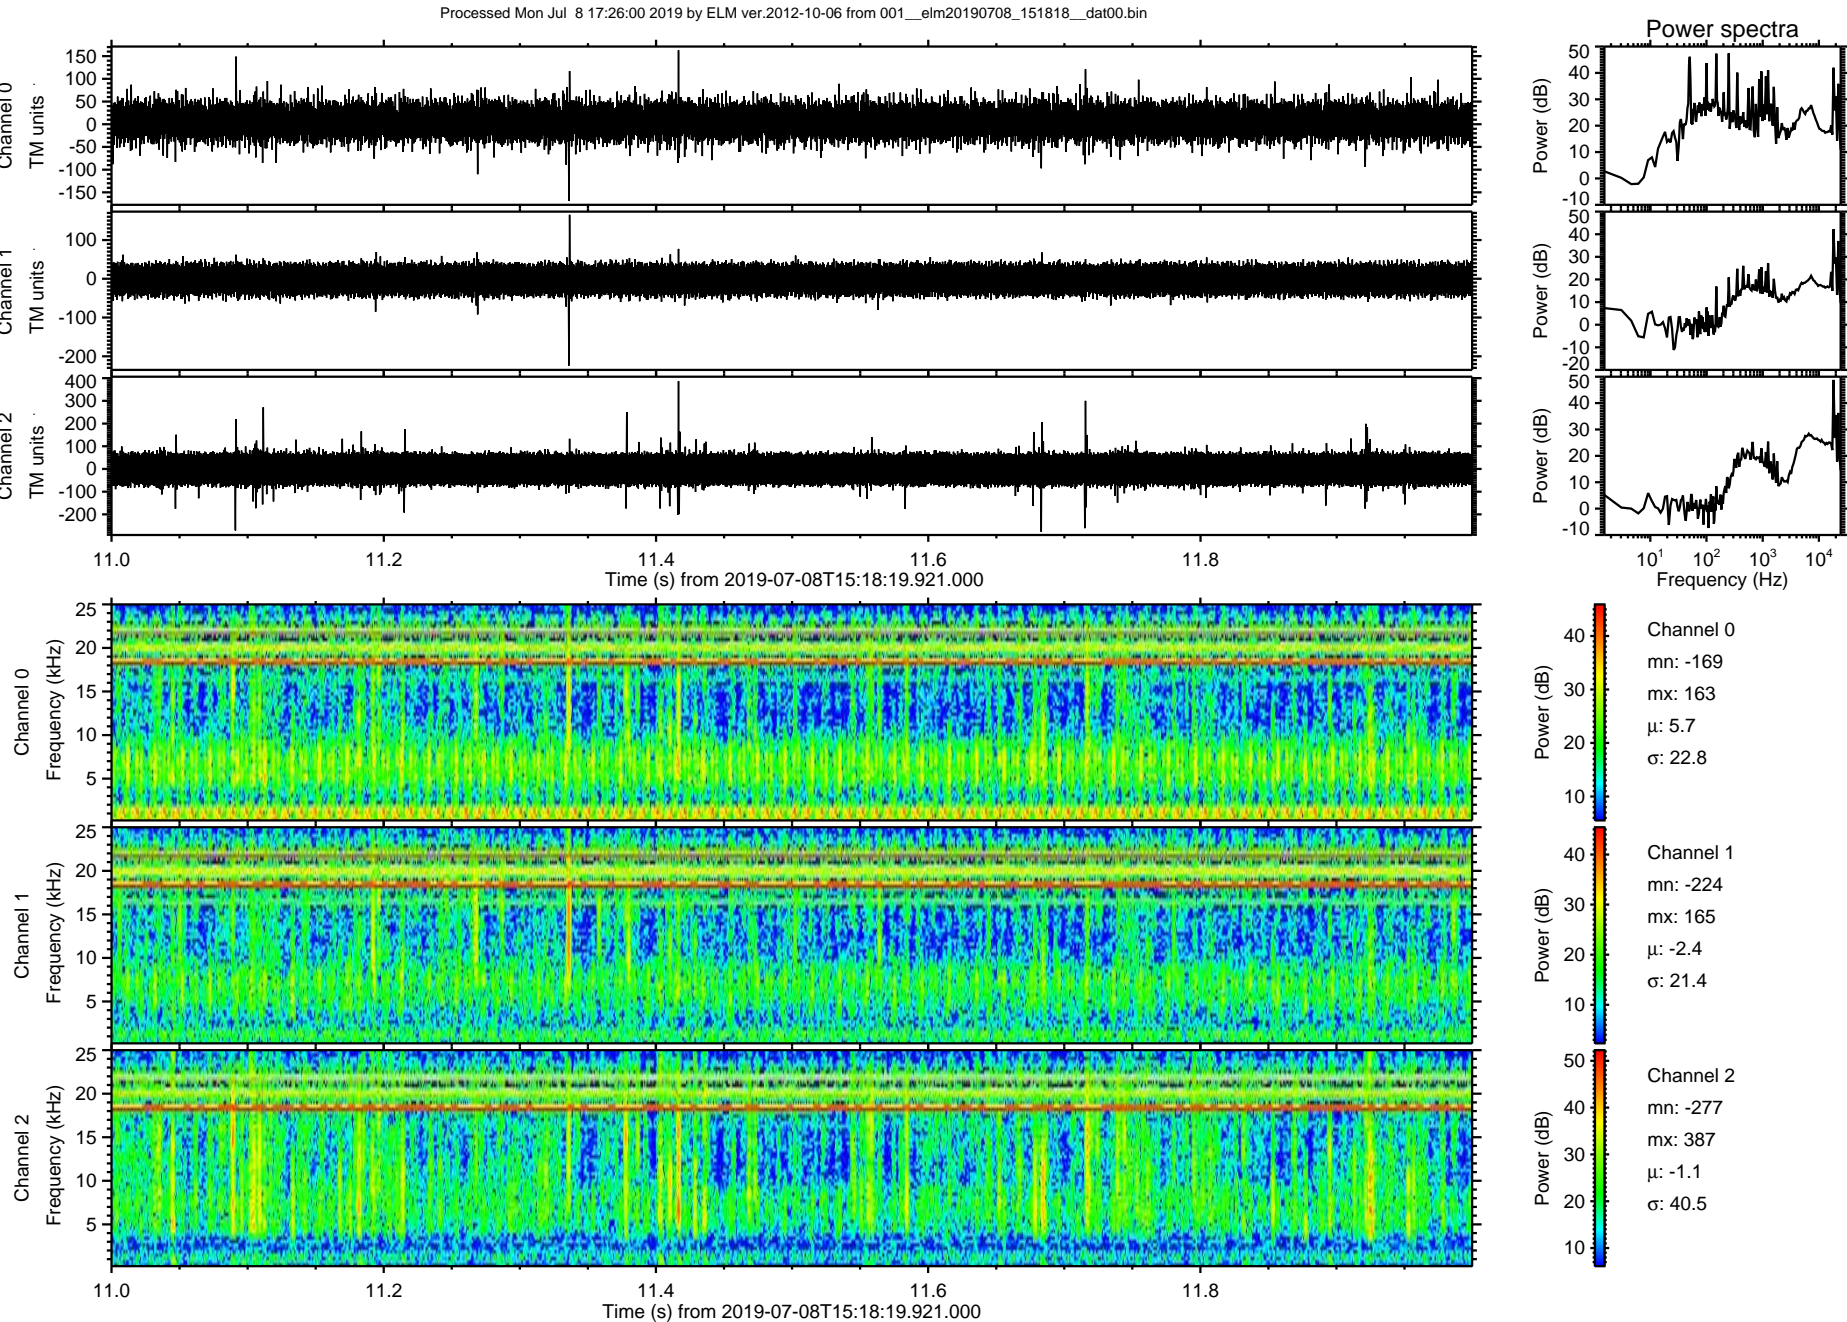 Processed Mon Jul  8 17:26:00 2019 by ELM ver.2012-10-06 from 001__elm20190708_151818__dat00.bin
Power spectra
Channel 0
TM units
150
100
50
0
-50
-100
-150
Power (dB)
50
40
30
20
10
0
-10
Channel 1
TM units
100
0
-100
-200
Power (dB)
50
40
30
20
10
0
-10
-20
Channel 2
TM units
400
300
200
100
0
-100
-200
Power (dB)
50
40
30
20
10
0
-10
11.0 11.2 11.4 11.6 11.8
Time (s) from 2019-07-08T15:18:19.921.000
10^1 10^2 10^3 10^4
Frequency (Hz)
Channel 0
Frequency (kHz)
25
20
15
10
5
Power (dB)
40
30
20
10
Channel 0
mn: -169
mx: 163
μ: 5.7
σ: 22.8
Channel 1
Frequency (kHz)
25
20
15
10
5
Power (dB)
40
30
20
10
Channel 1
mn: -224
mx: 165
μ: -2.4
σ: 21.4
Channel 2
Frequency (kHz)
25
20
15
10
5
Power (dB)
50
40
30
20
10
Channel 2
mn: -277
mx: 387
μ: -1.1
σ: 40.5
11.0 11.2 11.4 11.6 11.8
Time (s) from 2019-07-08T15:18:19.921.000